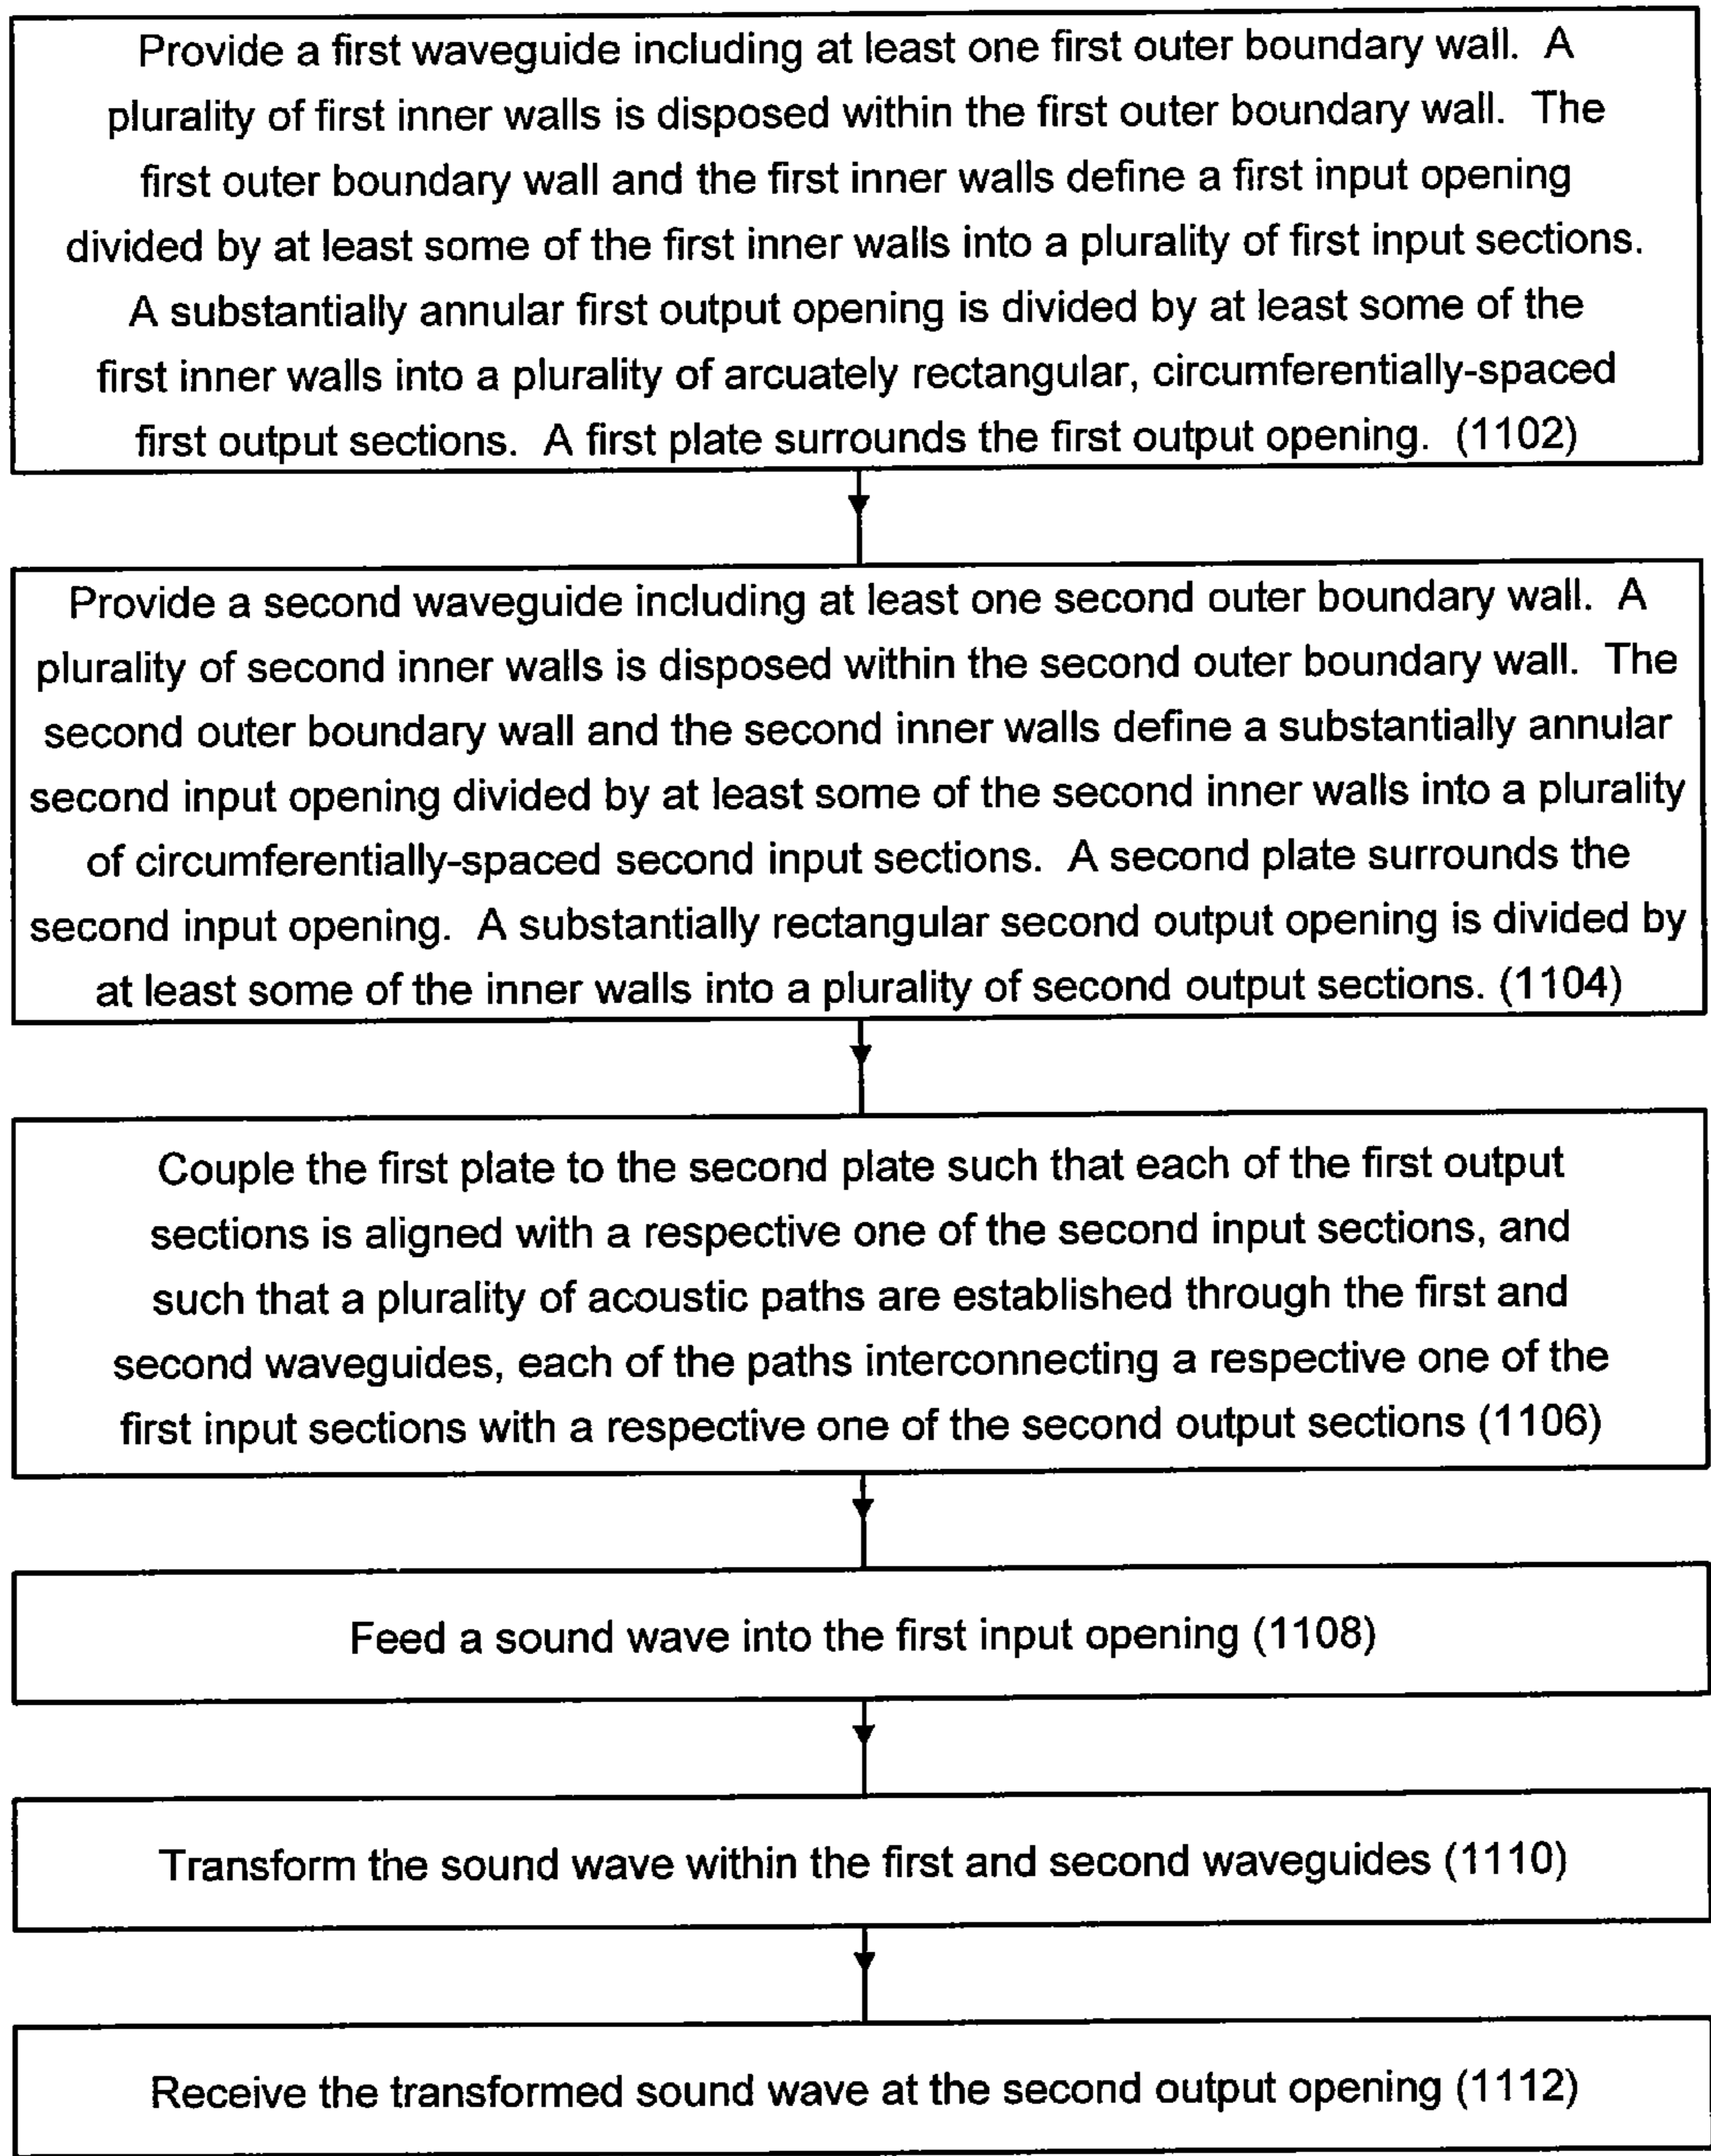 Provide a first waveguide including at least one first outer boundary wall. A
plurality of first inner walls is disposed within the first outer boundary wall. The
first outer boundary wall and the first inner walls define a first input opening
divided by at least some of the first inner walls into a plurality of first input sections.
A substantially annular first output opening is divided by at least some of the
first inner walls into a plurality of arcuately rectangular, circumferentially-spaced
first output sections. A first plate surrounds the first output opening. (1102)
Provide a second waveguide including at least one second outer boundary wall. A
plurality of second inner walls is disposed within the second outer boundary wall. The
second outer boundary wall and the second inner walls define a substantially annular
second input opening divided by at least some of the second inner walls into a plurality
of circumferentially-spaced second input sections. A second plate surrounds the
second input opening. A substantially rectangular second output opening is divided by
at least some of the inner walls into a plurality of second output sections. (1104)
Couple the first plate to the second plate such that each of the first output
sections is aligned with a respective one of the second input sections, and
such that a plurality of acoustic paths are established through the first and
second waveguides, each of the paths interconnecting a respective one of the
first input sections with a respective one of the second output sections (1106)
Feed a sound wave into the first input opening (1108)
Transform the sound wave within the first and second waveguides (1110)
Receive the transformed sound wave at the second output opening (1112)